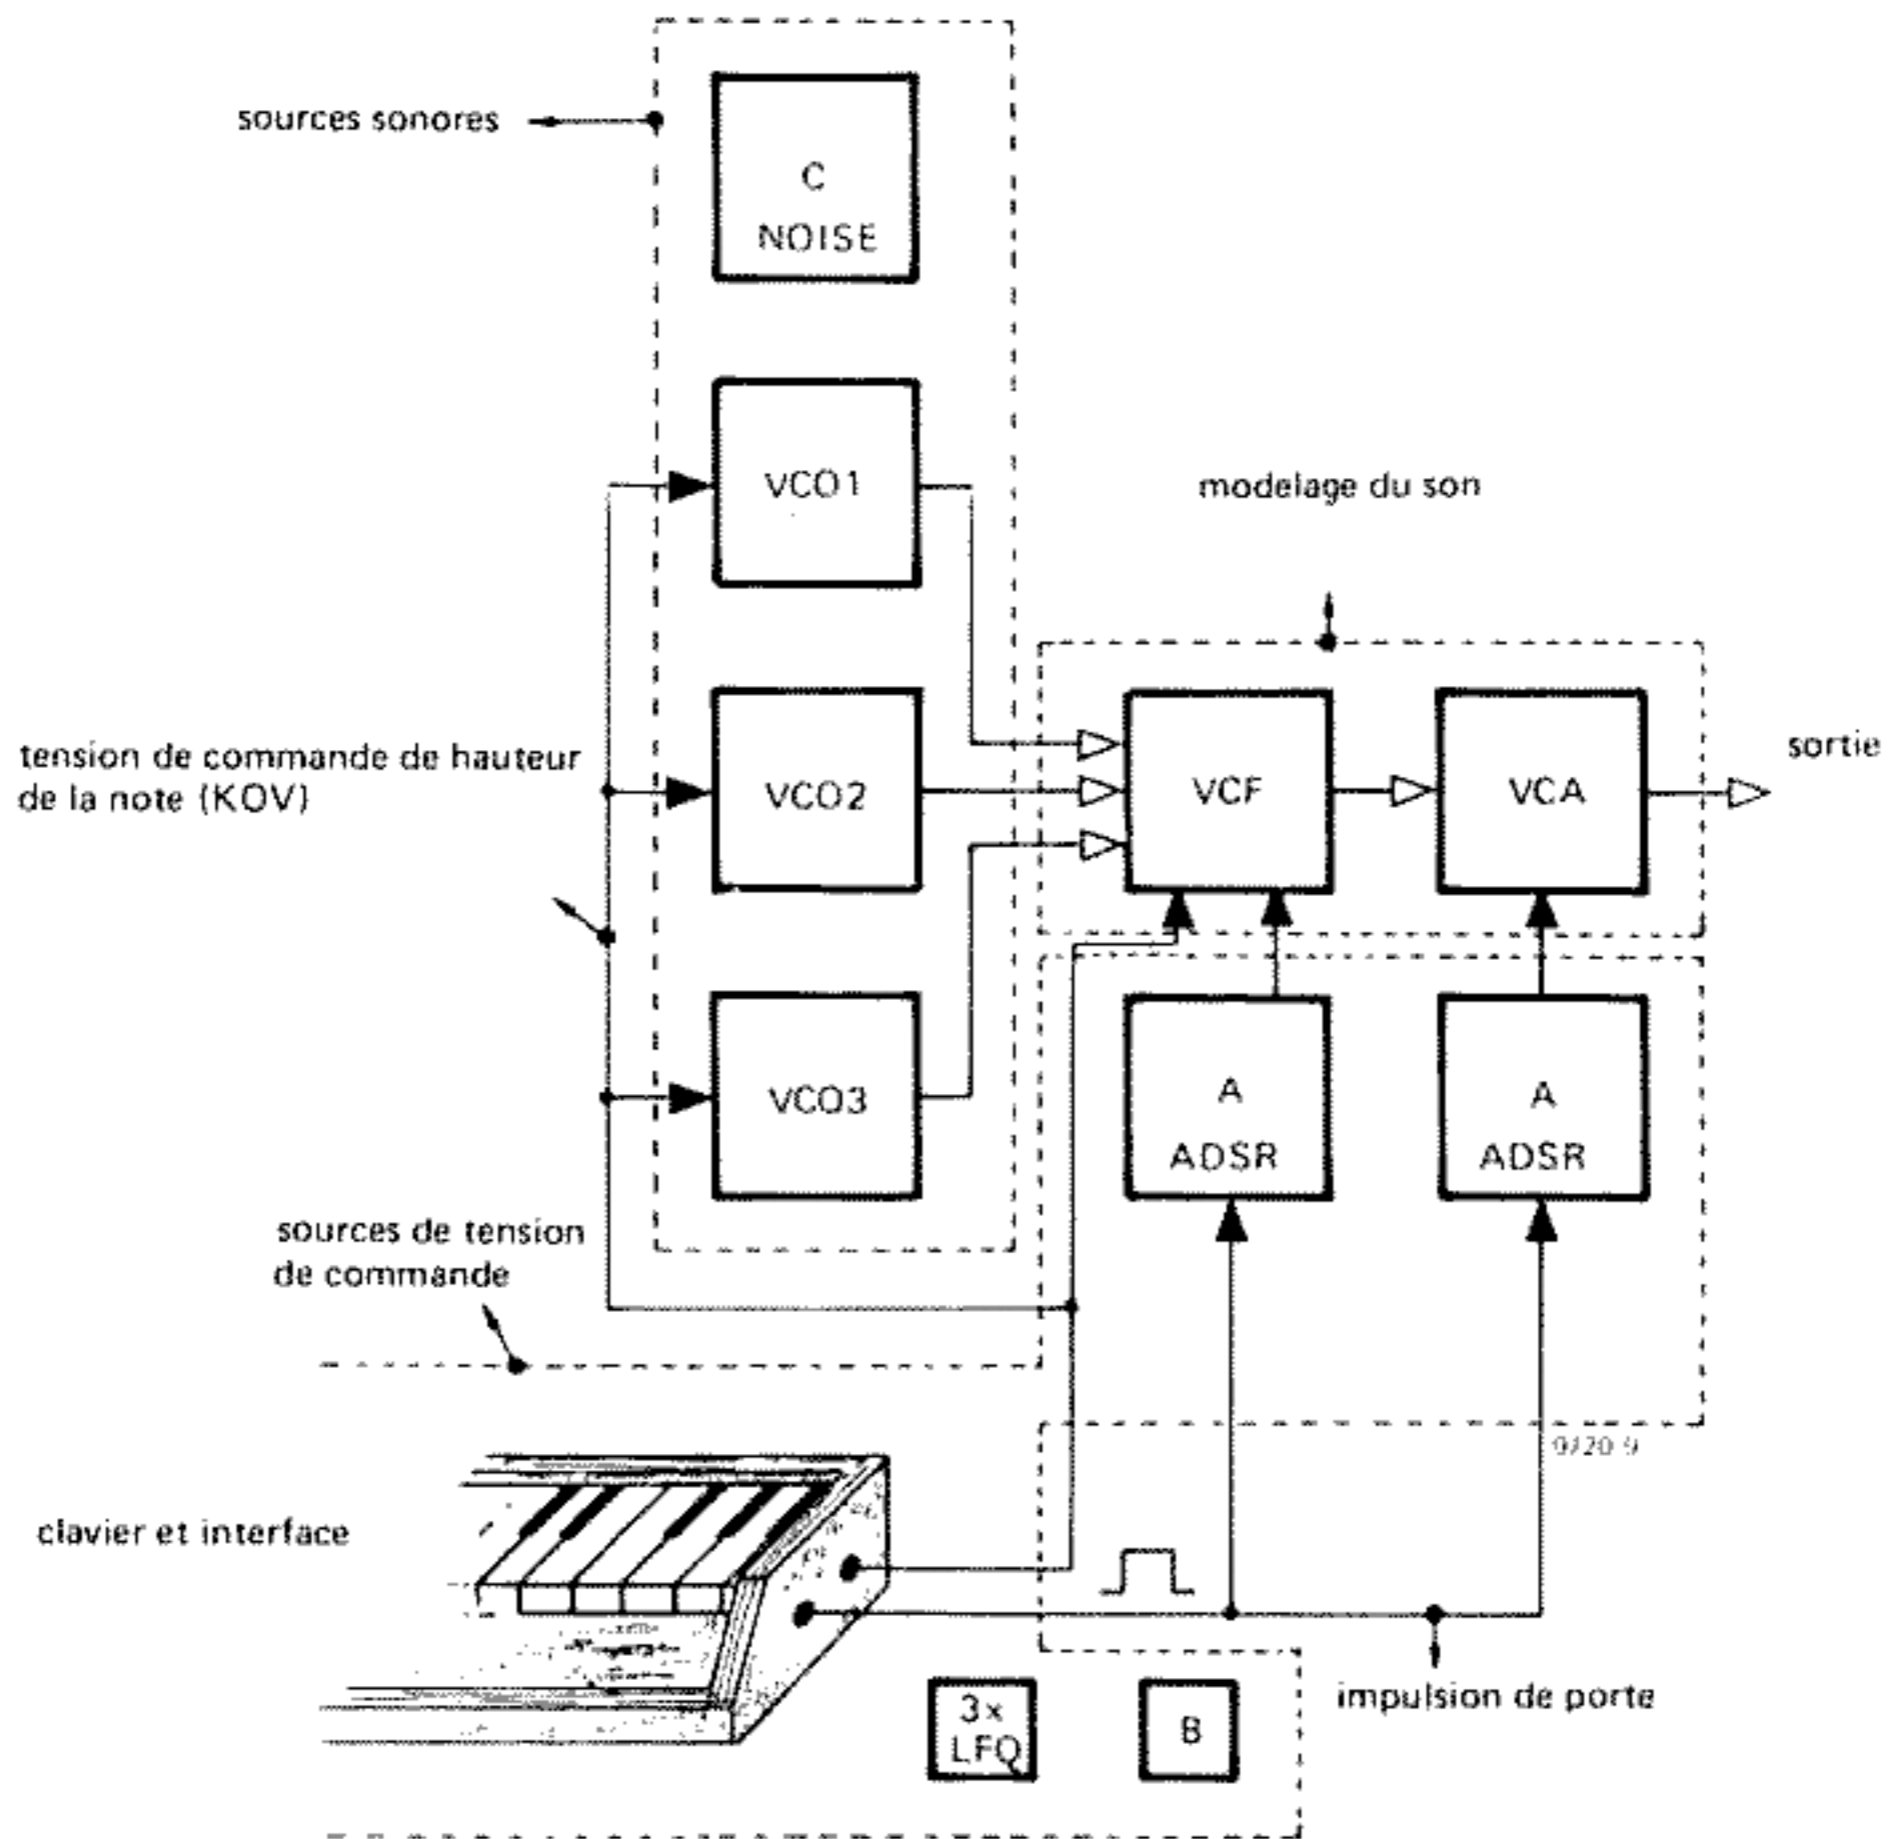 sources sonores
C
NOISE
VCO1
modelage du son
tension de commande de hauteur
de la note (KOV)
VCO2
VCF
VCA
sortie
VCO3
A
ADSR
A
ADSR
sources de tension
de commande
clavier et interface
impulsion de porte
3x
LFO
B